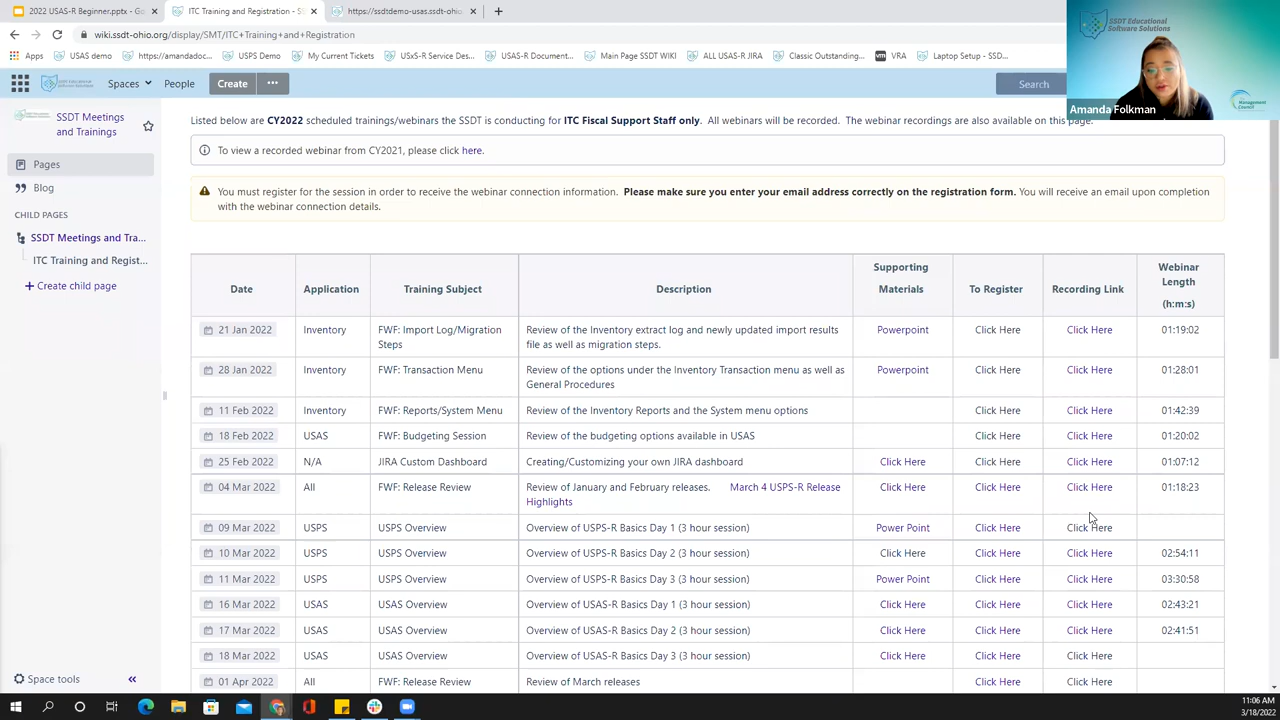 2022 USAS-R Beginner.pptx - Go
ITC Training and Registration - S
https://ssdtdemo-usas.ssdt-ohio.
wiki.ssdt-ohio.org/display/SMT/ITC+Training+and+Registration
Apps
USAS demo
https://amandadoc...
USPS Demo
My Current Tickets
USxS-R Service Des...
USAS-R Document...
Main Page SSDT WIKI
ALL USAS-R JIRA
Classic Outstanding...
VRA
Laptop Setup - SSD...
SSDT Educational
Software Solutions
Management
Council
Amanda Folkman
Spaces
People
Create
Search
SSDT Meetings
and Trainings
Pages
Blog
CHILD PAGES
SSDT Meetings and Tra...
ITC Training and Regist...
+ Create child page
Space tools
Listed below are CY2022 scheduled trainings/webinars the SSDT is conducting for ITC Fiscal Support Staff only. All webinars will be recorded. The webinar recordings are also available on this page.
To view a recorded webinar from CY2021, please click here.
You must register for the session in order to receive the webinar connection information. Please make sure you enter your email address correctly on the registration form. You will receive an email upon completion
with the webinar connection details.
Date Application Training Subject Description Supporting Materials To Register Recording Link Webinar Length (h:m:s)
21 Jan 2022 Inventory FWF: Import Log/Migration Review of the Inventory extract log and newly updated import results Powerpoint Click Here Click Here 01:19:02
Steps file as well as migration steps.
28 Jan 2022 Inventory FWF: Transaction Menu Review of the options under the Inventory Transaction menu as well as Powerpoint Click Here Click Here 01:28:01
General Procedures
11 Feb 2022 Inventory FWF: Reports/System Menu Review of the Inventory Reports and the System menu options Click Here Click Here 01:42:39
18 Feb 2022 USAS FWF: Budgeting Session Review of the budgeting options available in USAS Click Here Click Here 01:20:02
25 Feb 2022 N/A JIRA Custom Dashboard Creating/Customizing your own JIRA dashboard Click Here Click Here Click Here 01:07:12
04 Mar 2022 All FWF: Release Review Review of January and February releases. March 4 USPS-R Release Click Here Click Here Click Here 01:18:23
Highlights
09 Mar 2022 USPS USPS Overview Overview of USPS-R Basics Day 1 (3 hour session) Power Point Click Here Click Here
10 Mar 2022 USPS USPS Overview Overview of USPS-R Basics Day 2 (3 hour session) Click Here Click Here Click Here 02:54:11
11 Mar 2022 USPS USPS Overview Overview of USPS-R Basics Day 3 (3 hour session) Power Point Click Here Click Here 03:30:58
16 Mar 2022 USAS USAS Overview Overview of USAS-R Basics Day 1 (3 hour session) Click Here Click Here Click Here 02:43:21
17 Mar 2022 USAS USAS Overview Overview of USAS-R Basics Day 2 (3 hour session) Click Here Click Here Click Here 02:41:51
18 Mar 2022 USAS USAS Overview Overview of USAS-R Basics Day 3 (3 hour session) Click Here Click Here Click Here
01 Apr 2022 All FWF: Release Review Review of March releases Click Here Click Here
11:06 AM
3/18/2022